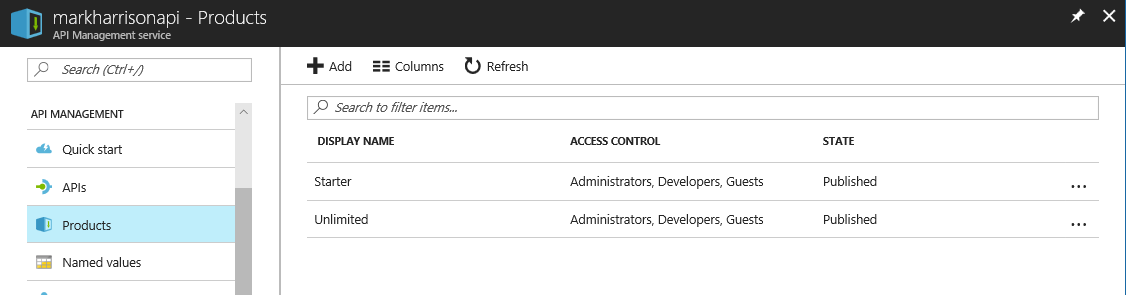 markharrisonapi - Products
API Management service
Search (Ctrl+/)
API MANAGEMENT
Quick start
APIs
Products
Named values
Add Columns Refresh
Search to filter items...
DISPLAY NAME ACCESS CONTROL STATE
Starter Administrators, Developers, Guests Published ...
Unlimited Administrators, Developers, Guests Published ...